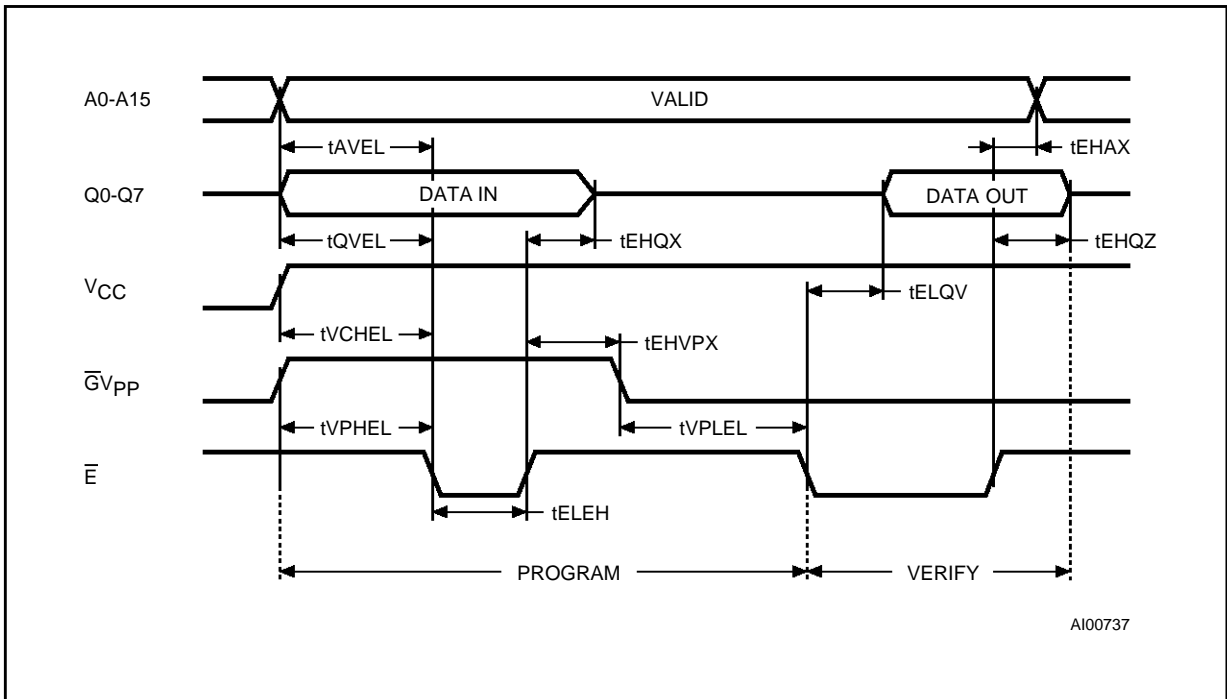 A0-A15
VALID
tAVEL
tEHAX
Q0-Q7
DATA IN
DATA OUT
tQVEL
tEHQX
tEHQZ
VCC
tELQV
tVCHEL
tEHVPX
G̅VPP
tVPHEL
tVPLEL
E̅
tELEH
PROGRAM
VERIFY
AI00737